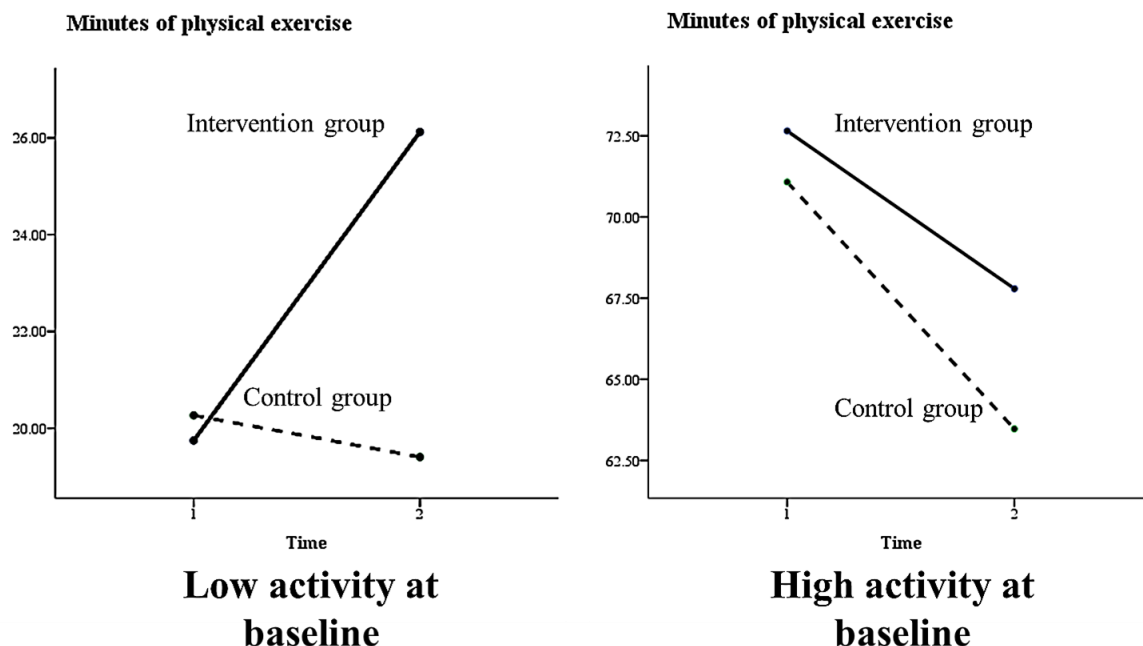 Minutes of physical exercise
Intervention group
26.00
24.00
22.00
Control group
20.00
1 2
Time
Low activity at
baseline
Minutes of physical exercise
Intervention group
72.50
70.00
67.50
65.00
Control group
62.50
1 2
Time
High activity at
baseline